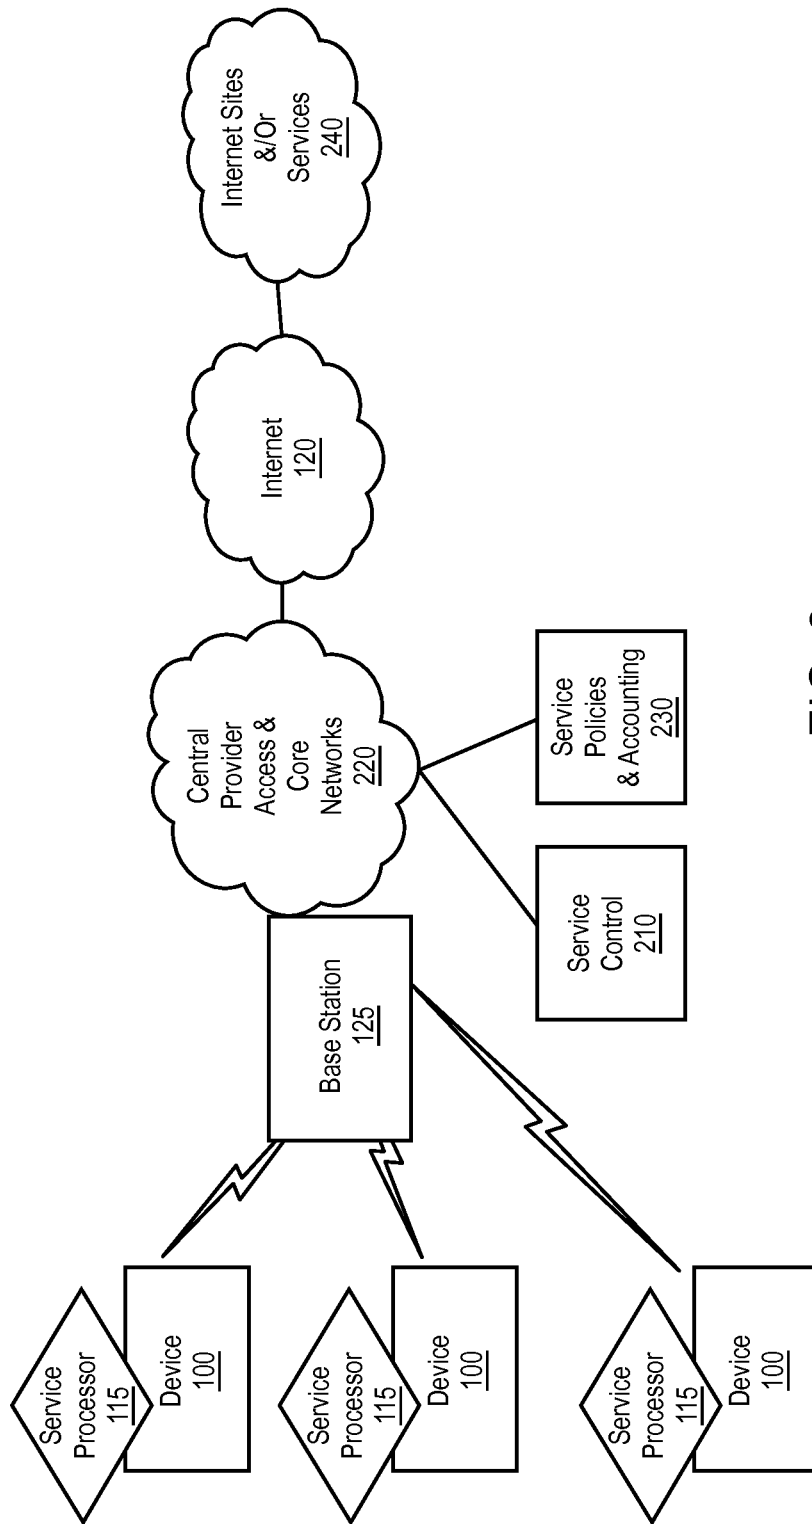 Service
Processor
115
Device
100
Service
Processor
115
Device
100
Service
Processor
115
Device
100
Base Station
125
Central
Provider
Access &
Core
Networks
220
Service
Control
210
Service
Policies
& Accounting
230
Internet
120
Internet Sites
&/Or
Services
240